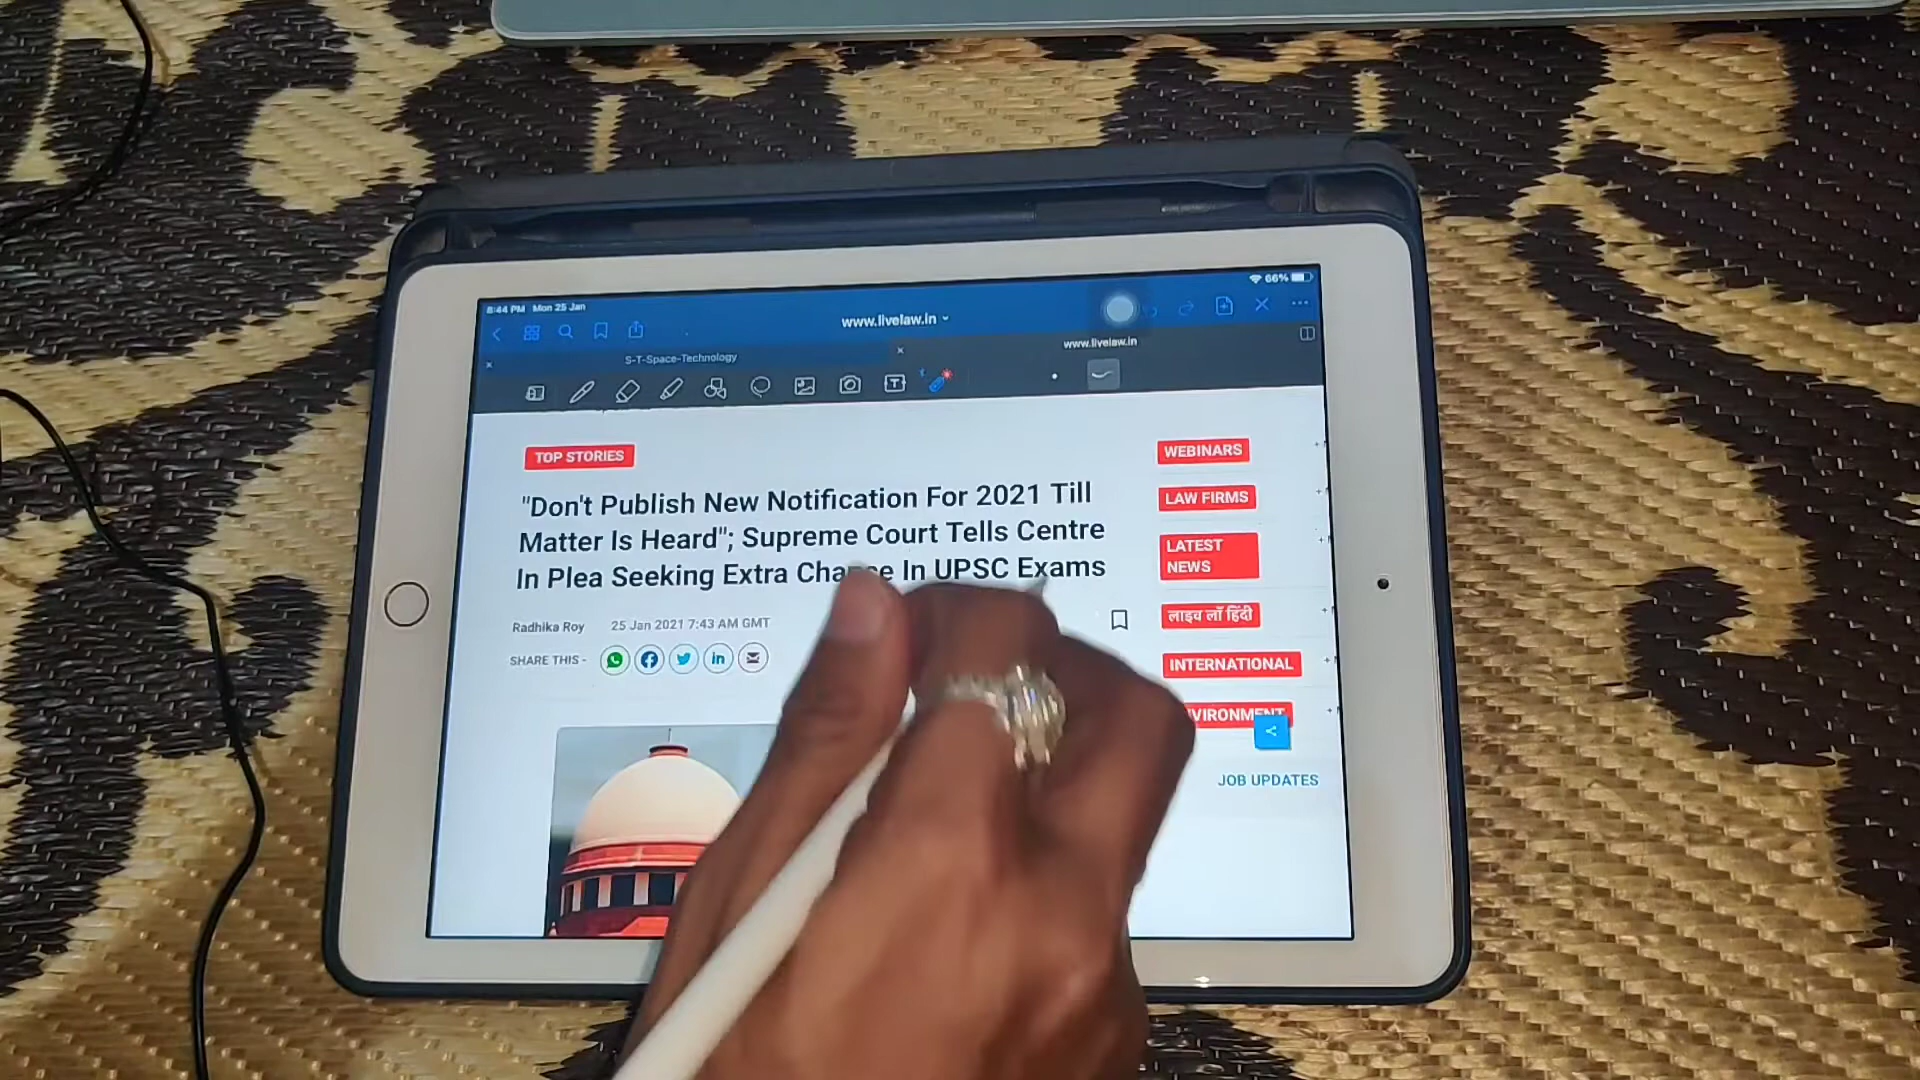 8:44 PM Mon 25 Jan
66%
www.livelaw.in
S-T-Space-Technology
www.livelaw.in
TOP STORIES
"Don't Publish New Notification For 2021 Till
Matter Is Heard"; Supreme Court Tells Centre
In Plea Seeking Extra In UPSC Exams
Radhika Roy 25 Jan 2021 7:43 AM GMT
SHARE THIS -
WEBINARS
LAW FIRMS
LATEST
NEWS
लाइव लॉ हिंदी
INTERNATIONAL
VIRONMENT
JOB UPDATES